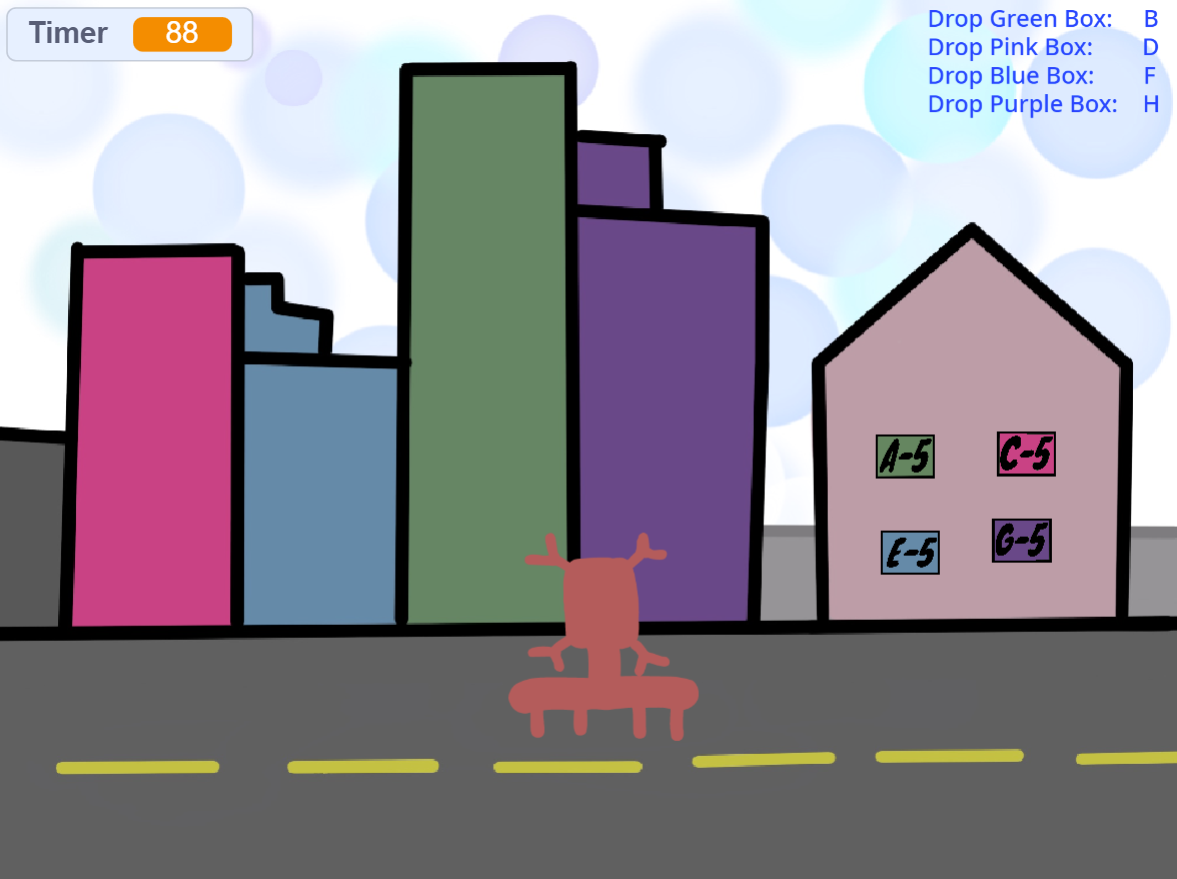 Timer 88
Drop Green Box: B
Drop Pink Box: D
Drop Blue Box: F
Drop Purple Box: H
A-5
C-5
E-5
G-5